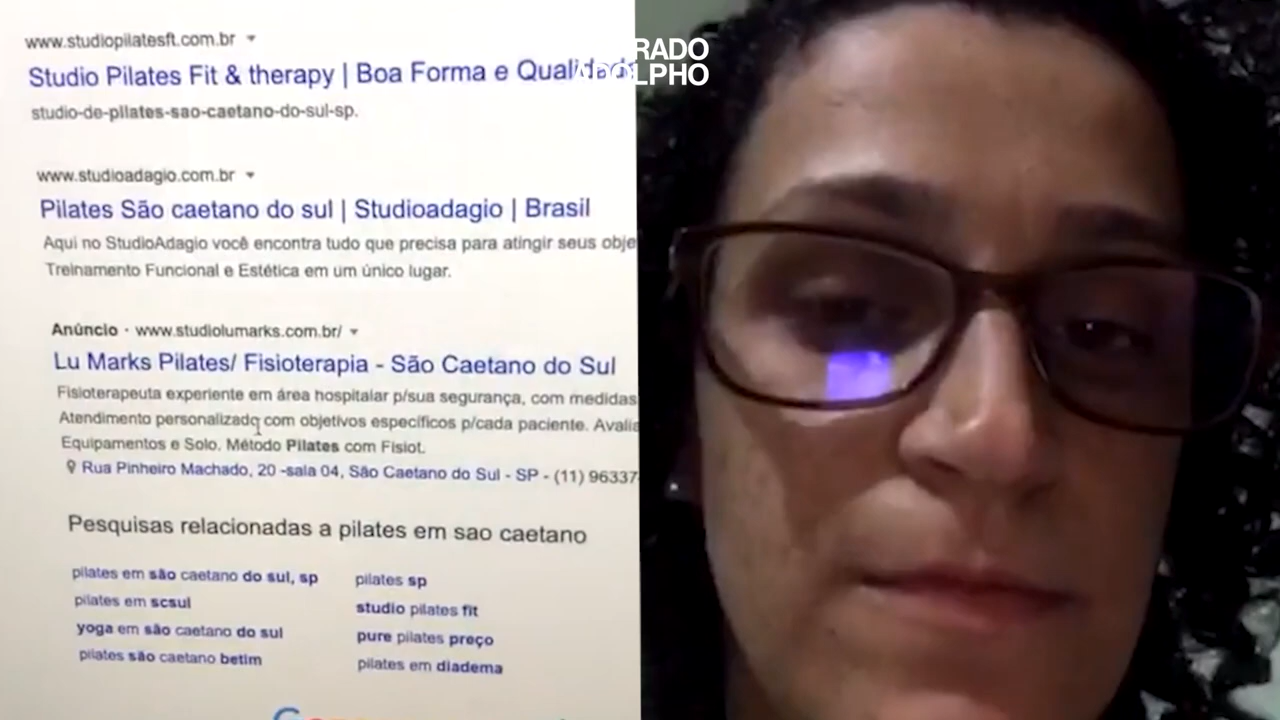 www.studiopilatesft.com.br
Studio Pilates Fit & therapy | Boa Forma e
studio-de-pilates-sao-caetano-do-sul-sp.
www.studioadagio.com.br
Pilates São caetano do sul | Studioadagio | Brasil
Aqui no StudioAdagio você encontra tudo que precisa para atingir seus obje
Treinamento Funcional e Estética em um único lugar.
Anúncio · www.studiolumarks.com.br/
Lu Marks Pilates/ Fisioterapia - São Caetano do Sul
Fisioterapeuta experiente em área hospitalar p/sua segurança, com medidas
Atendimento personalizado com objetivos específicos p/cada paciente. Avalia
Equipamentos e Solo. Método Pilates com Fisiot.
Rua Pinheiro Machado, 20 -sala 04, São Caetano do Sul - SP - (11) 96337
Pesquisas relacionadas a pilates em sao caetano
pilates em são caetano do sul, sp
pilates em scsul
yoga em são caetano do sul
pilates são caetano betim
pilates sp
studio pilates fit
pure pilates preço
pilates em diadema
RADO
ADOLPHO